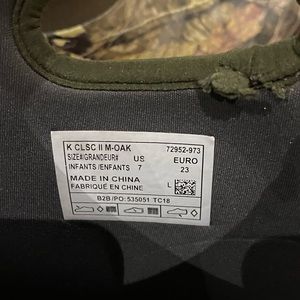 K CLSC II M-OAK 72952-973
SIZE#/GRANDEUR# US EURO
INFANTS/ENFANTS 7 23
MADE IN CHINA
FABRIQUÉ EN CHINE L
B2B/PO:535051 TC18